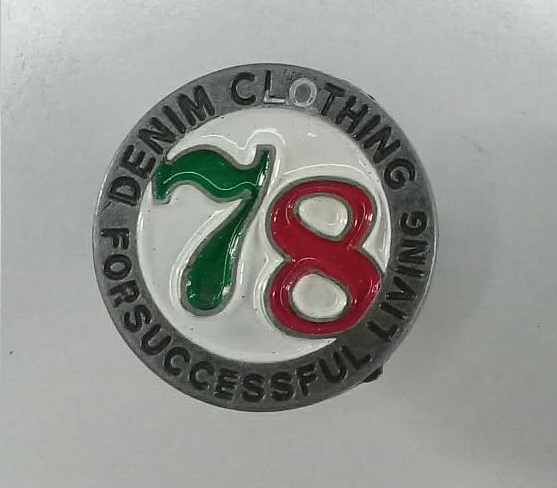 DENIM CLOTHING
78
FORSUCCESSFUL LIVING